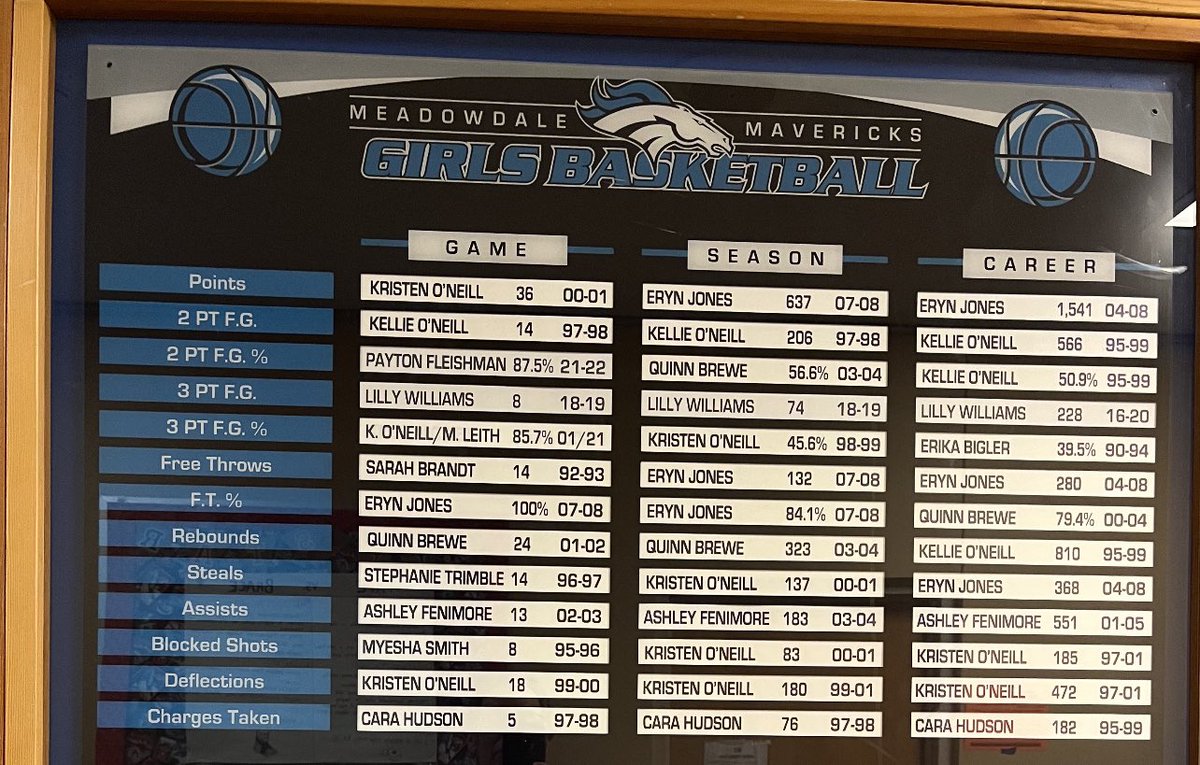 MEADOWDALE MAVERICKS
GIRLS BASKETBALL
GAME SEASON CAREER
Points KRISTEN O'NEILL 36 00-01 ERYN JONES 637 07-08 ERYN JONES 1,541 04-08
2 PT F.G. KELLIE O'NEILL 14 97-98 KELLIE O'NEILL 206 97-98 KELLIE O'NEILL 566 95-99
2 PT F.G. % PAYTON FLEISHMAN 87.5% 21-22 QUINN BREWE 56.6% 03-04 KELLIE O'NEILL 50.9% 95-99
3 PT F.G. LILLY WILLIAMS 8 18-19 LILLY WILLIAMS 74 18-19 LILLY WILLIAMS 228 16-20
3 PT F.G. % K. O'NEILL/M. LEITH 85.7% 01/21 KRISTEN O'NEILL 45.6% 98-99 ERIKA BIGLER 39.5% 90-94
Free Throws SARAH BRANDT 14 92-93 ERYN JONES 132 07-08 ERYN JONES 280 04-08
F.T. % ERYN JONES 100% 07-08 ERYN JONES 84.1% 07-08 QUINN BREWE 79.4% 00-04
Rebounds QUINN BREWE 24 01-02 QUINN BREWE 323 03-04 KELLIE O'NEILL 810 95-99
Steals STEPHANIE TRIMBLE 14 96-97 KRISTEN O'NEILL 137 00-01 ERYN JONES 368 04-08
Assists ASHLEY FENIMORE 13 02-03 ASHLEY FENIMORE 183 03-04 ASHLEY FENIMORE 551 01-05
Blocked Shots MYESHA SMITH 8 95-96 KRISTEN O'NEILL 83 00-01 KRISTEN O'NEILL 185 97-01
Deflections KRISTEN O'NEILL 18 99-00 KRISTEN O'NEILL 180 99-01 KRISTEN O'NEILL 472 97-01
Charges Taken CARA HUDSON 5 97-98 CARA HUDSON 76 97-98 CARA HUDSON 182 95-99